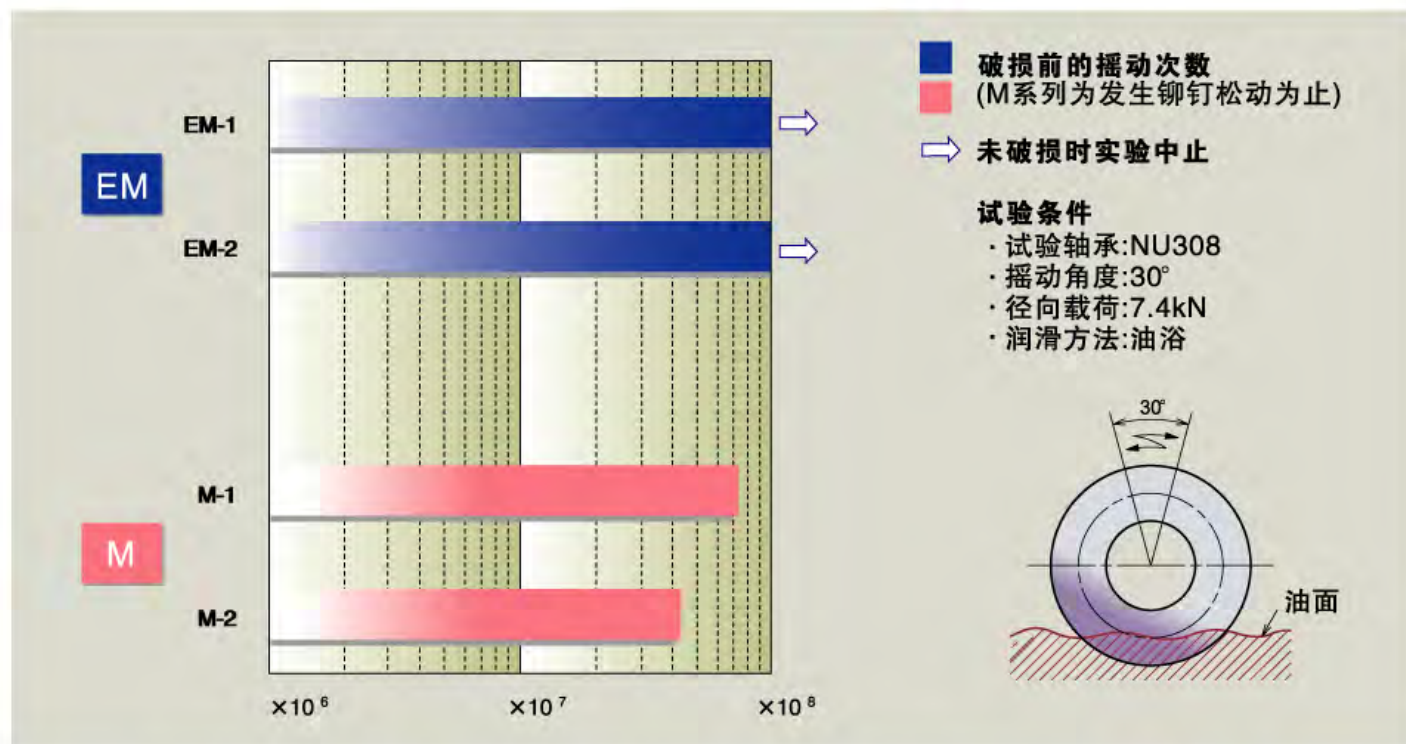 EM
EM-1
EM-2
M
M-1
M-2
×10⁶
×10⁷
×10⁸
破损前的摇动次数
(M系列为发生铆钉松动为止)
未破损时实验中止
试验条件
·试验轴承:NU308
·摇动角度:30°
·径向载荷:7.4kN
·润滑方法:油浴
30°
油面